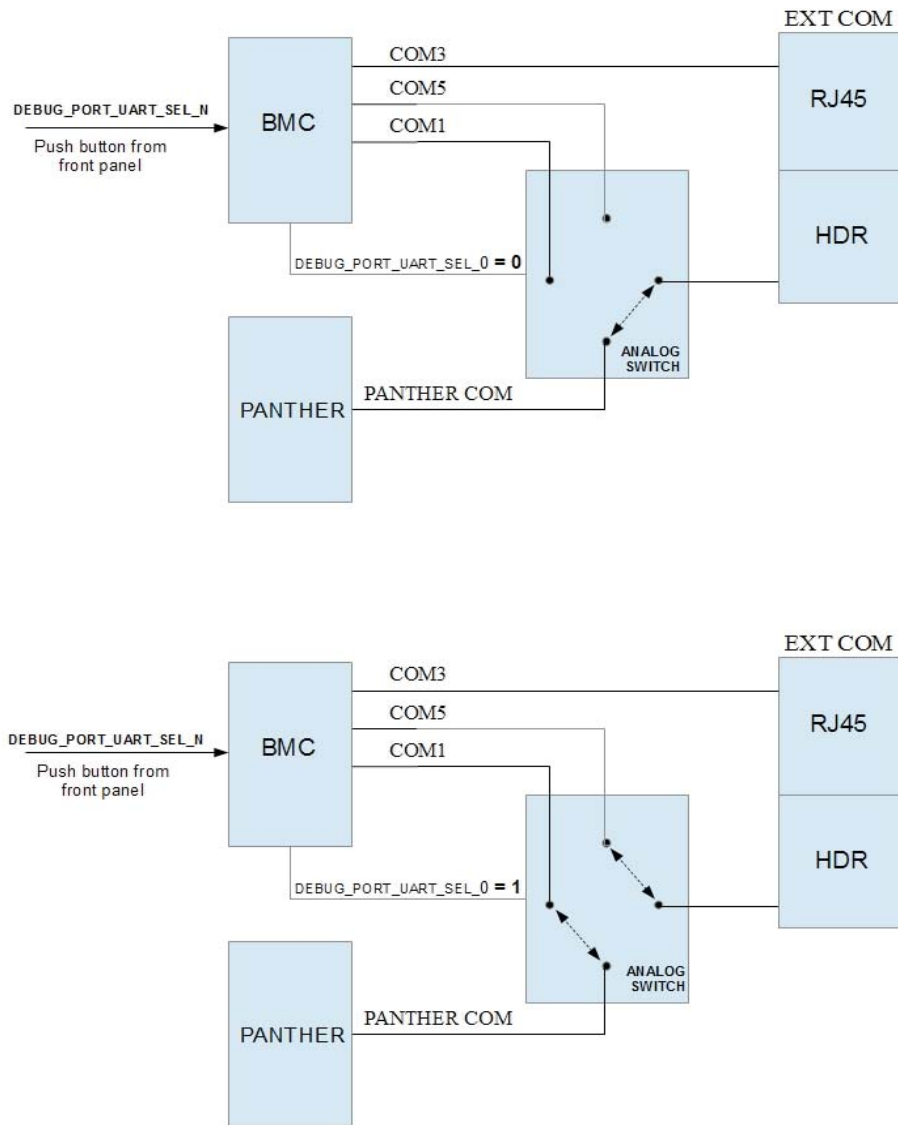 EXT COM
COM3
RJ45
COM5
DEBUG_PORT_UART_SEL_N
BMC
COM1
Push button from
front panel
HDR
DEBUG_PORT_UART_SEL_0 = 0
ANALOG
SWITCH
PANTHER
PANTHER COM
EXT COM
COM3
RJ45
COM5
DEBUG_PORT_UART_SEL_N
BMC
COM1
Push button from
front panel
HDR
DEBUG_PORT_UART_SEL_0 = 1
ANALOG
SWITCH
PANTHER
PANTHER COM